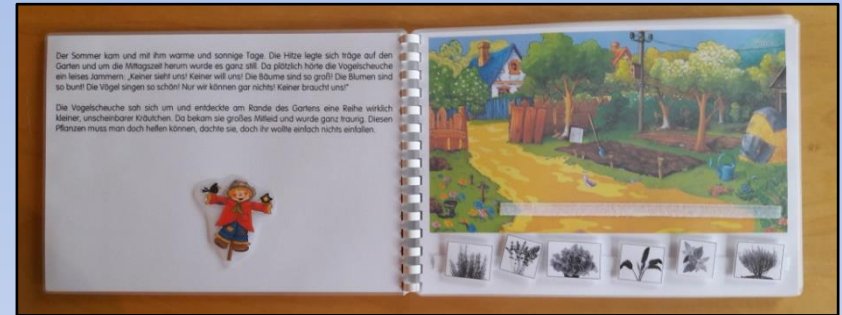 Der Sommer kam und mit ihm warme und sonnige Tage. Die Hitze legte sich träge auf den
Garten und um die Mittagszeit herum wurde es ganz still. Da plötzlich hörte die Vogelscheuche
ein leises Jammern. „Keiner sieht uns! Keiner will uns! Die Bäume sind so groß! Die Blumen sind
so bunt! Die Vögel singen so schön! Nur wir können gar nichts! Keiner braucht uns!"
Die Vogelscheuche sah sich um und entdeckte am Rande des Gartens eine Reihe wirklich
kleiner, unscheinbarer Kräutchen. Da bekam sie großes Mitleid und wurde ganz traurig. Diesen
Pflanzen muss man doch helfen können, dachte sie, doch ihr wollte einfach nichts einfallen.